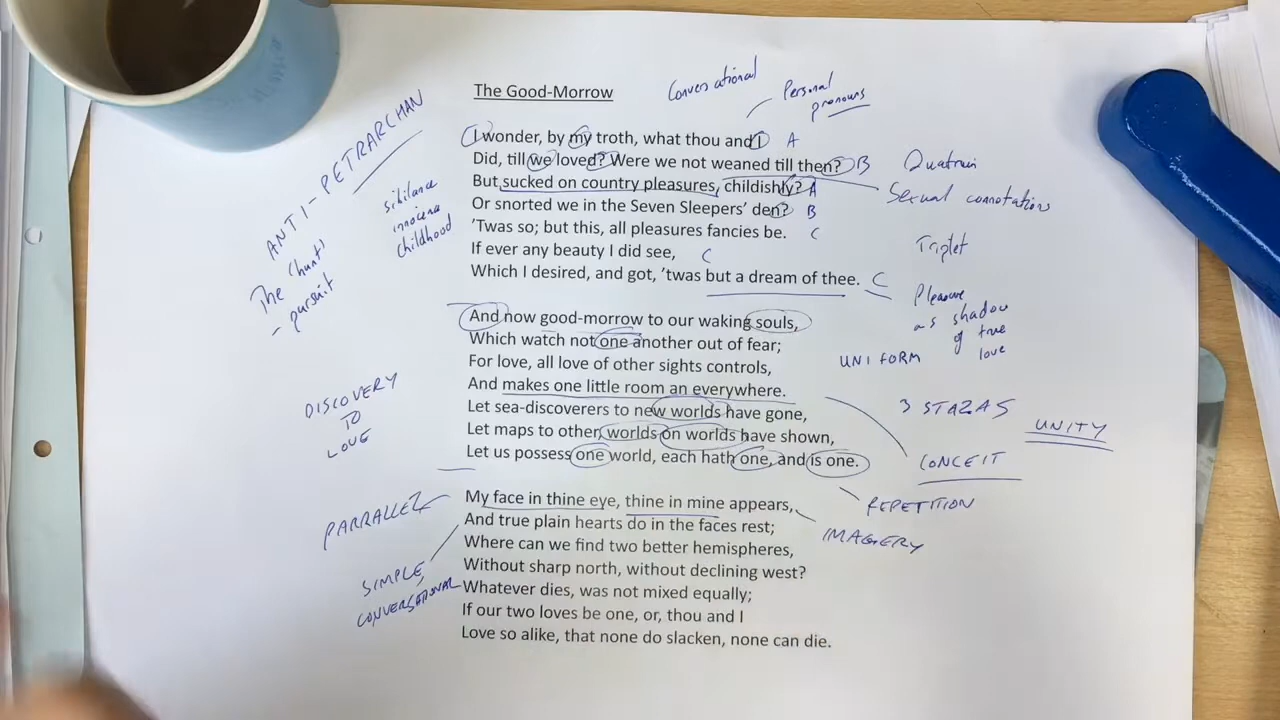 The Good-Morrow
Conversational
Personal
pronouns
I wonder, by my troth, what thou and I A
Did, till we loved? Were we not weaned till then? B Quatrain
But sucked on country pleasures, childishly? A Sexual connotations
Or snorted we in the Seven Sleepers’ den? B
’Twas so; but this, all pleasures fancies be. C
If ever any beauty I did see, C Triplet
Which I desired, and got, ’twas but a dream of thee. C
Pleasure
as shadow
of true
love
ANTI-PETRARCHAN
The (hunt)
- pursuit
sibilance
innocence
childhood
And now good-morrow to our waking souls,
Which watch not one another out of fear;
For love, all love of other sights controls,
And makes one little room an everywhere.
Let sea-discoverers to new worlds have gone,
Let maps to other, worlds on worlds have shown,
Let us possess one world, each hath one, and is one.
UNIFORM
3 STAZAS
UNITY
CONCEIT
REPETITION
IMAGERY
DISCOVERY
TO
LOVE
My face in thine eye, thine in mine appears,
And true plain hearts do in the faces rest;
Where can we find two better hemispheres,
Without sharp north, without declining west?
Whatever dies, was not mixed equally;
If our two loves be one, or, thou and I
Love so alike, that none do slacken, none can die.
PARRALLEL
SIMPLE,
CONVERSATIONAL